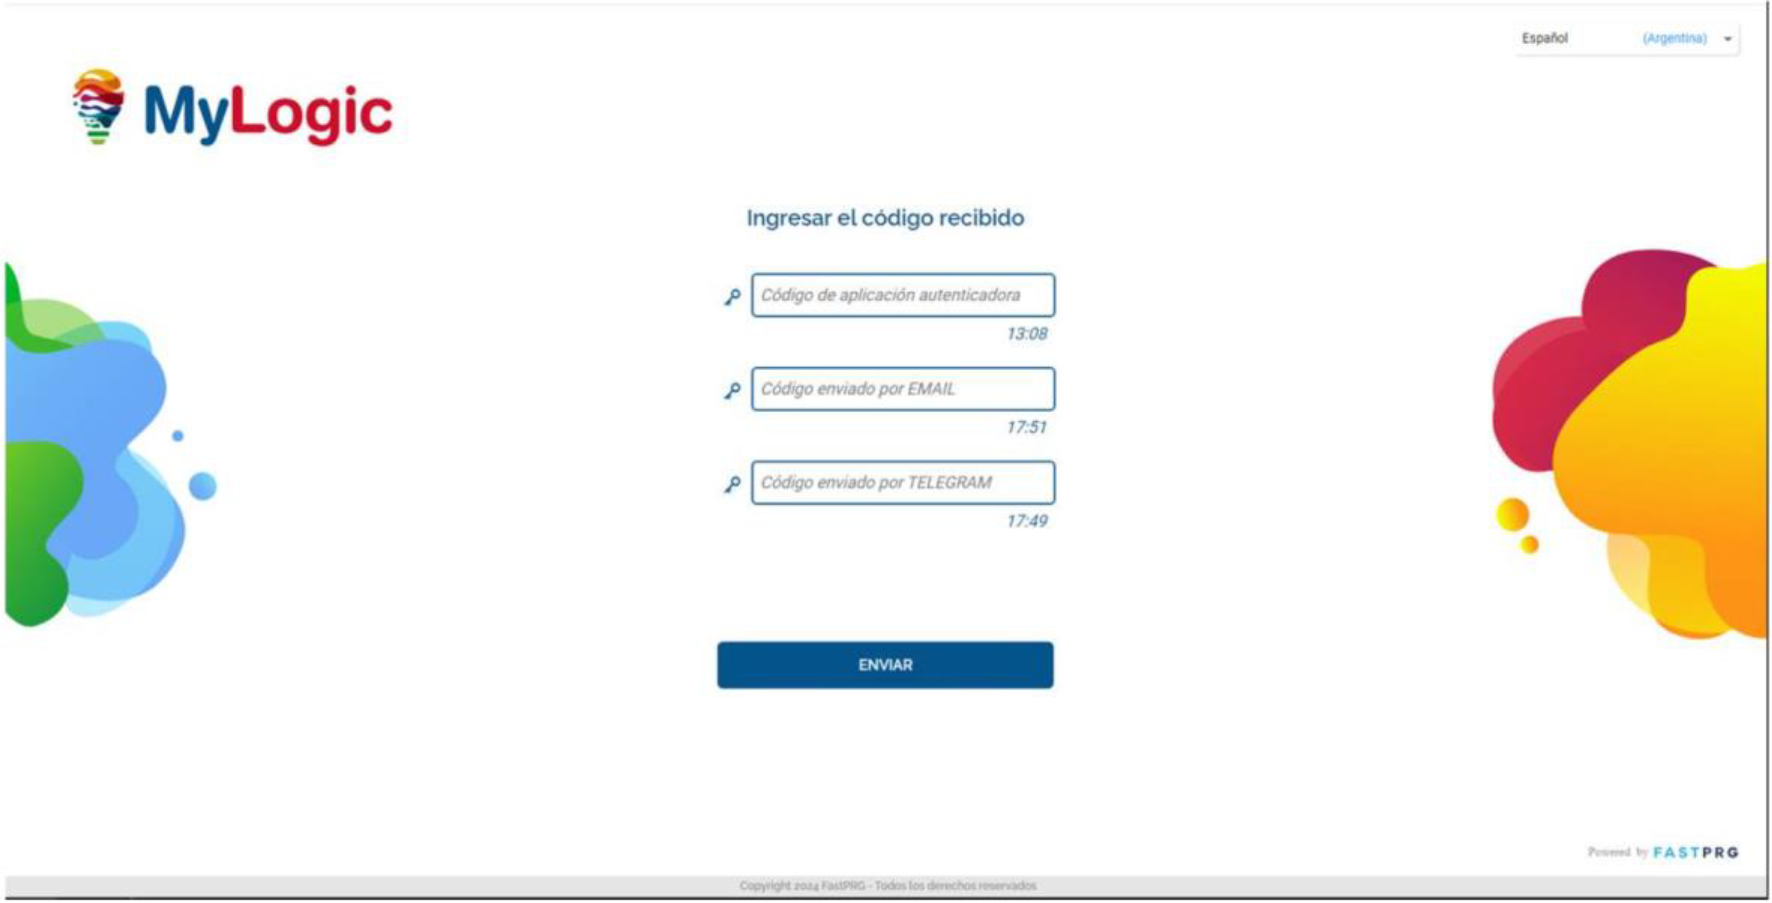 Español (Argentina)
MyLogic
Ingresar el código recibido
Código de aplicación autenticadora
13:08
Código enviado por EMAIL
17:51
Código enviado por TELEGRAM
17:49
ENVIAR
Powered by FASTPRG
Copyright 2024 FastPRG - Todos los derechos reservados